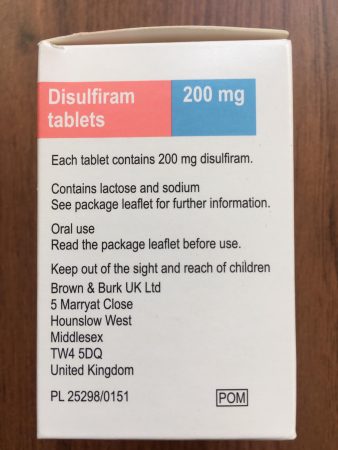 Disulfiram
tablets
200 mg
Each tablet contains 200 mg disulfiram.
Contains lactose and sodium
See package leaflet for further information.
Oral use
Read the package leaflet before use.
Keep out of the sight and reach of children
Brown & Burk UK Ltd
5 Marryat Close
Hounslow West
Middlesex
TW4 5DQ
United Kingdom
PL 25298/0151
POM